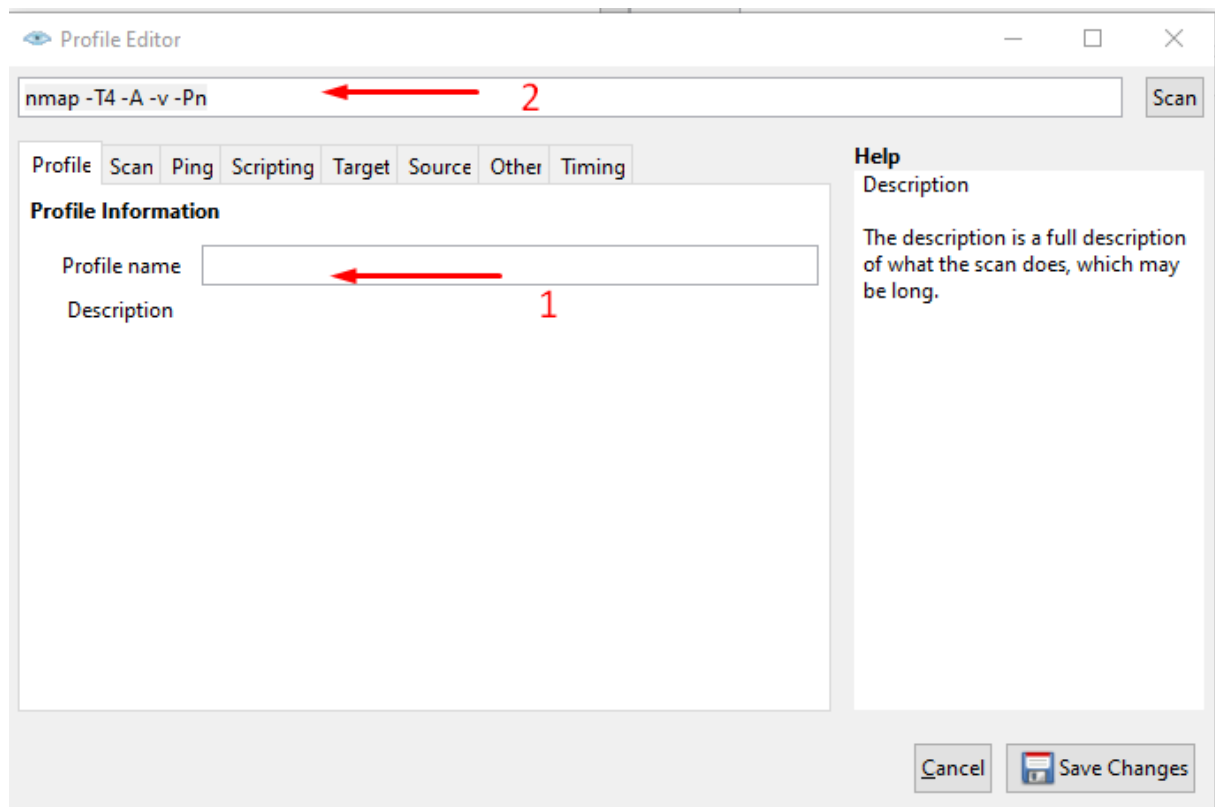 Profile Editor
nmap -T4 -A -v -Pn
2
Scan
Profile Scan Ping Scripting Target Source Other Timing
Profile Information
Profile name
1
Description
Help
Description
The description is a full description
of what the scan does, which may
be long.
Cancel
Save Changes